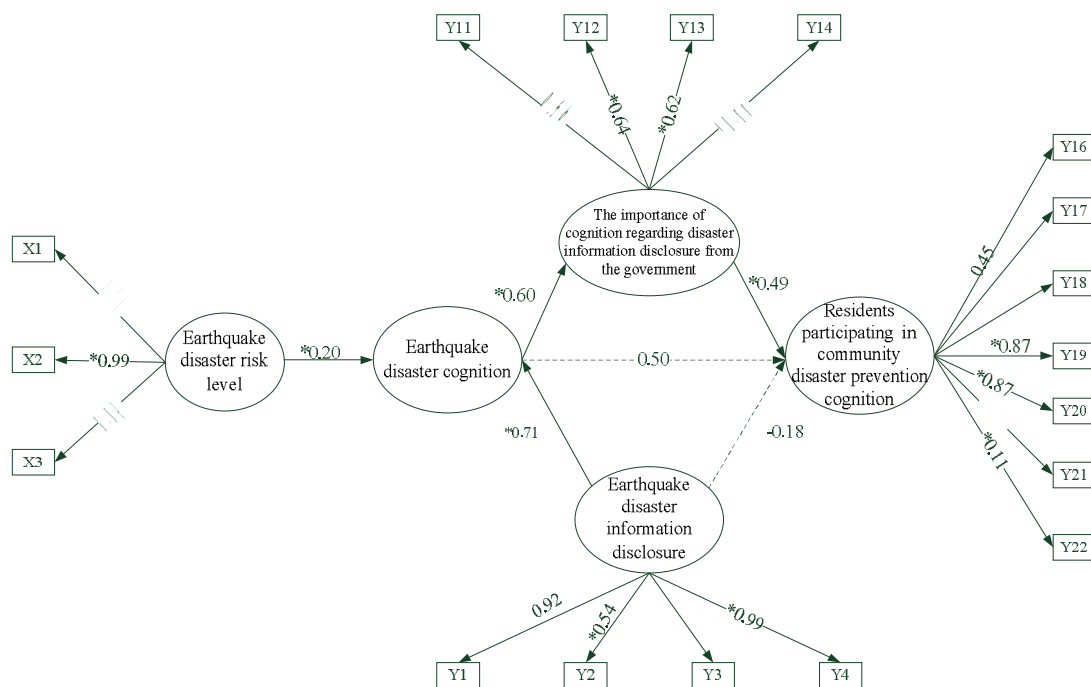 Y11
Y12
Y13
Y14
*0.64
*0.62
Y16
Y17
Y18
Y19
Y20
Y21
Y22
0.45
*0.87
*0.87
*0.11
The importance of
cognition regarding disaster
information disclosure from
the government
X1
X2
X3
*0.99
Earthquake
disaster risk
level
*0.20
Earthquake
disaster cognition
*0.60
*0.49
0.50
*0.71
-0.18
Residents
participating in
community
disaster prevention
cognition
Earthquake
disaster
information
disclosure
0.92
*0.54
*0.99
Y1
Y2
Y3
Y4